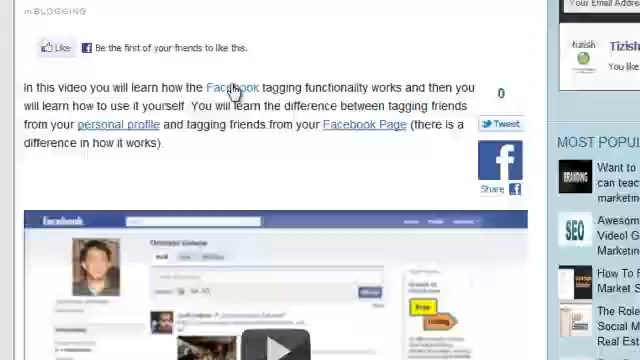 BLOGGING
Like
Be the first of your friends to like this.
In this video you will learn how the Facebook tagging functionality works and then you
will learn how to use it yourself. You will learn the difference between tagging friends
from your personal profile and tagging friends from your Facebook Page (there is a
difference in how it works).
0
Tweet
Share
Your Email Addres
Tizish
like
MOST POPUL
BRANDING
Want to
can teac
marketin
SEO
Awesom
Video! G
Marketin
How To F
Market S
The Role
Social M
Real Est
facebook
Free